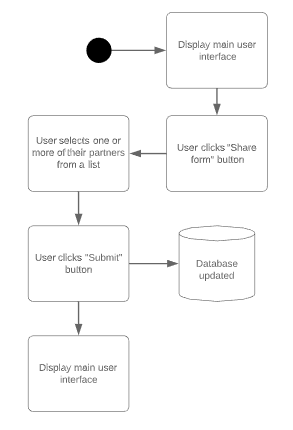 Display main user
interface
User clicks "Share
form" button
User selects one or
more of their partners
from a list
User clicks "Submit"
button
Database
updated
Display main user
interface